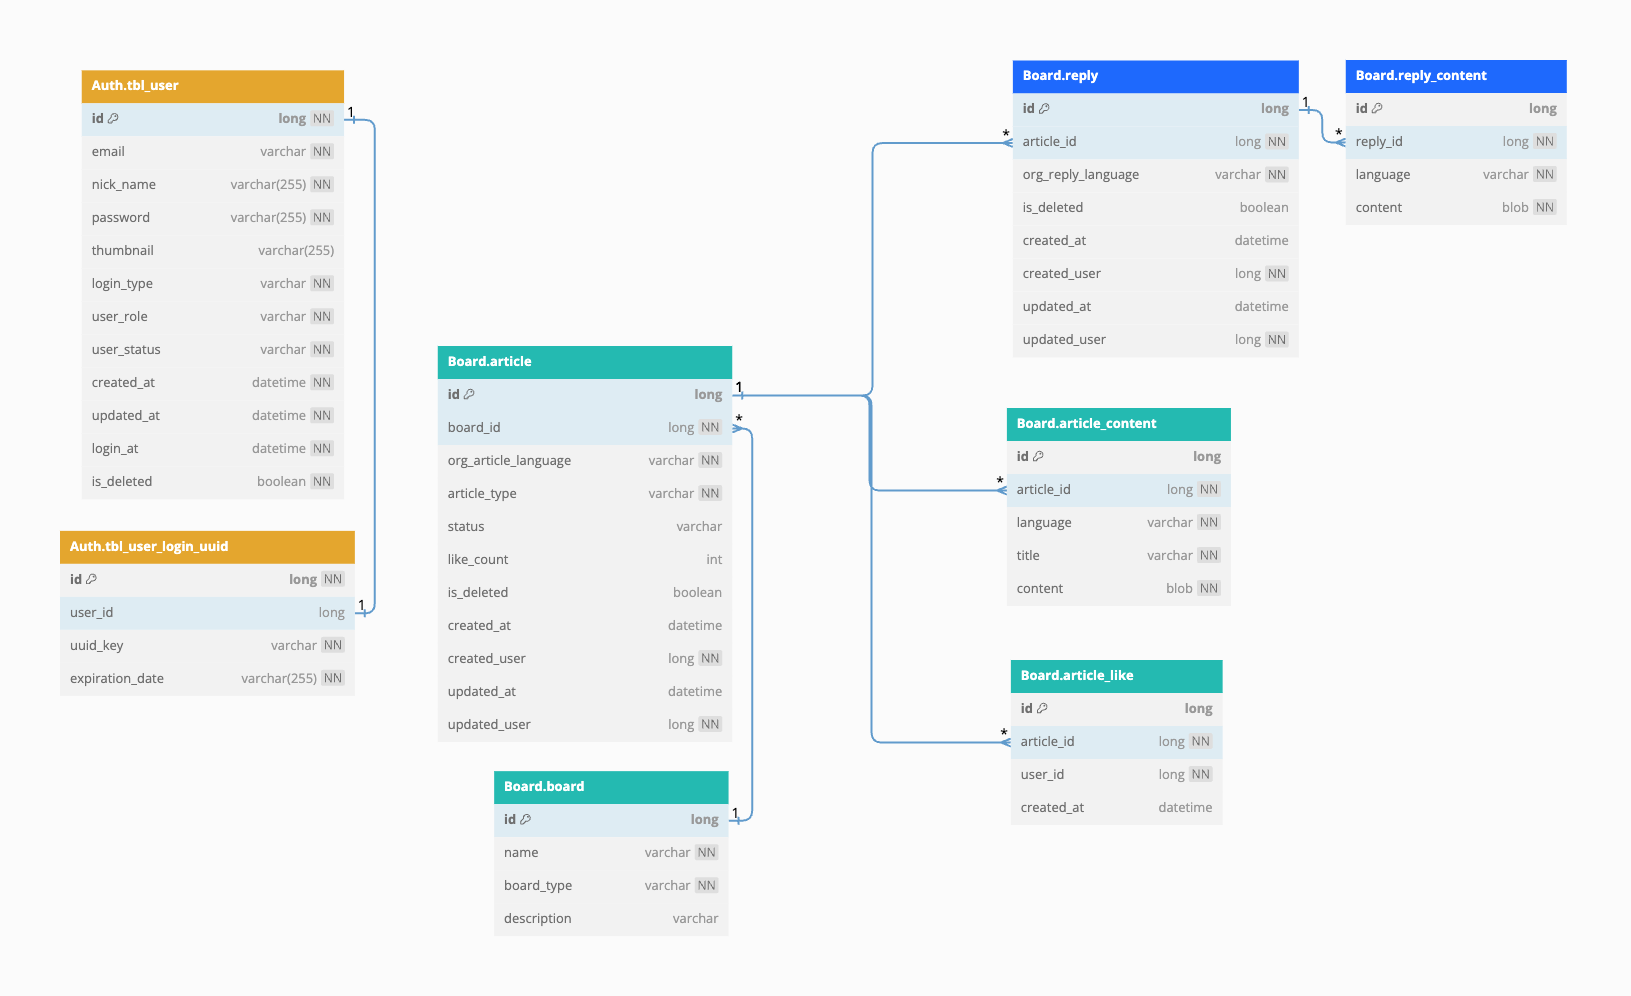 Auth.tbl_user
id long NN
email varchar NN
nick_name varchar(255) NN
password varchar(255) NN
thumbnail varchar(255)
login_type varchar NN
user_role varchar NN
user_status varchar NN
created_at datetime NN
updated_at datetime NN
login_at datetime NN
is_deleted boolean NN
1
Auth.tbl_user_login_uuid
id long NN
user_id long
uuid_key varchar NN
expiration_date varchar(255) NN
1
Board.article
id long
board_id long NN
org_article_language varchar NN
article_type varchar NN
status varchar
like_count int
is_deleted boolean
created_at datetime
created_user long NN
updated_at datetime
updated_user long NN
1
*
Board.board
id long
name varchar NN
board_type varchar NN
description varchar
1
*
Board.reply
id long
article_id long NN
org_reply_language varchar NN
is_deleted boolean
created_at datetime
created_user long NN
updated_at datetime
updated_user long NN
1
*
Board.reply_content
id long
reply_id long NN
language varchar NN
content blob NN
*
Board.article_content
id long
article_id long NN
language varchar NN
title varchar NN
content blob NN
*
Board.article_like
id long
article_id long NN
user_id long NN
created_at datetime